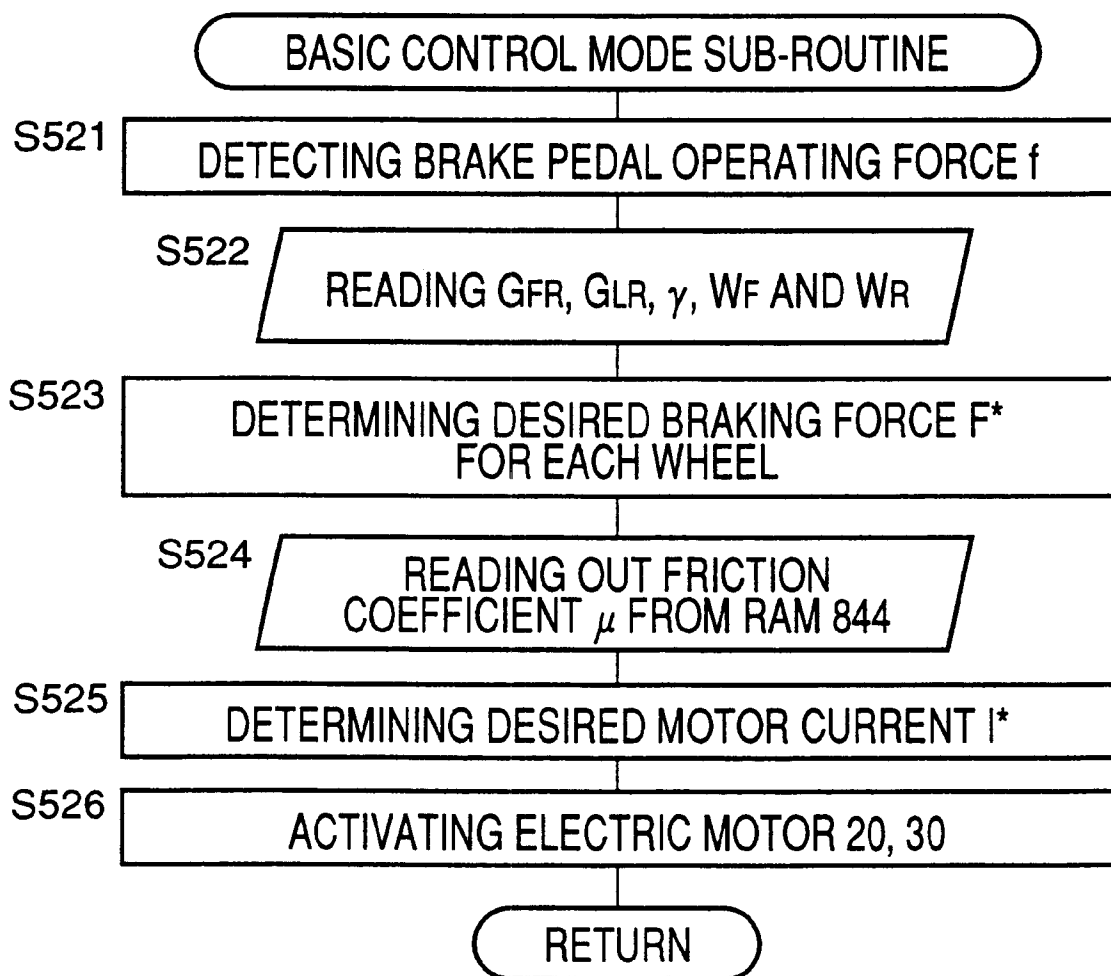 BASIC CONTROL MODE SUB-ROUTINE
S521
DETECTING BRAKE PEDAL OPERATING FORCE f
S522
READING GFR, GLR, γ, WF AND WR
S523
DETERMINING DESIRED BRAKING FORCE F*
FOR EACH WHEEL
S524
READING OUT FRICTION
COEFFICIENT μ FROM RAM 844
S525
DETERMINING DESIRED MOTOR CURRENT I*
S526
ACTIVATING ELECTRIC MOTOR 20, 30
RETURN